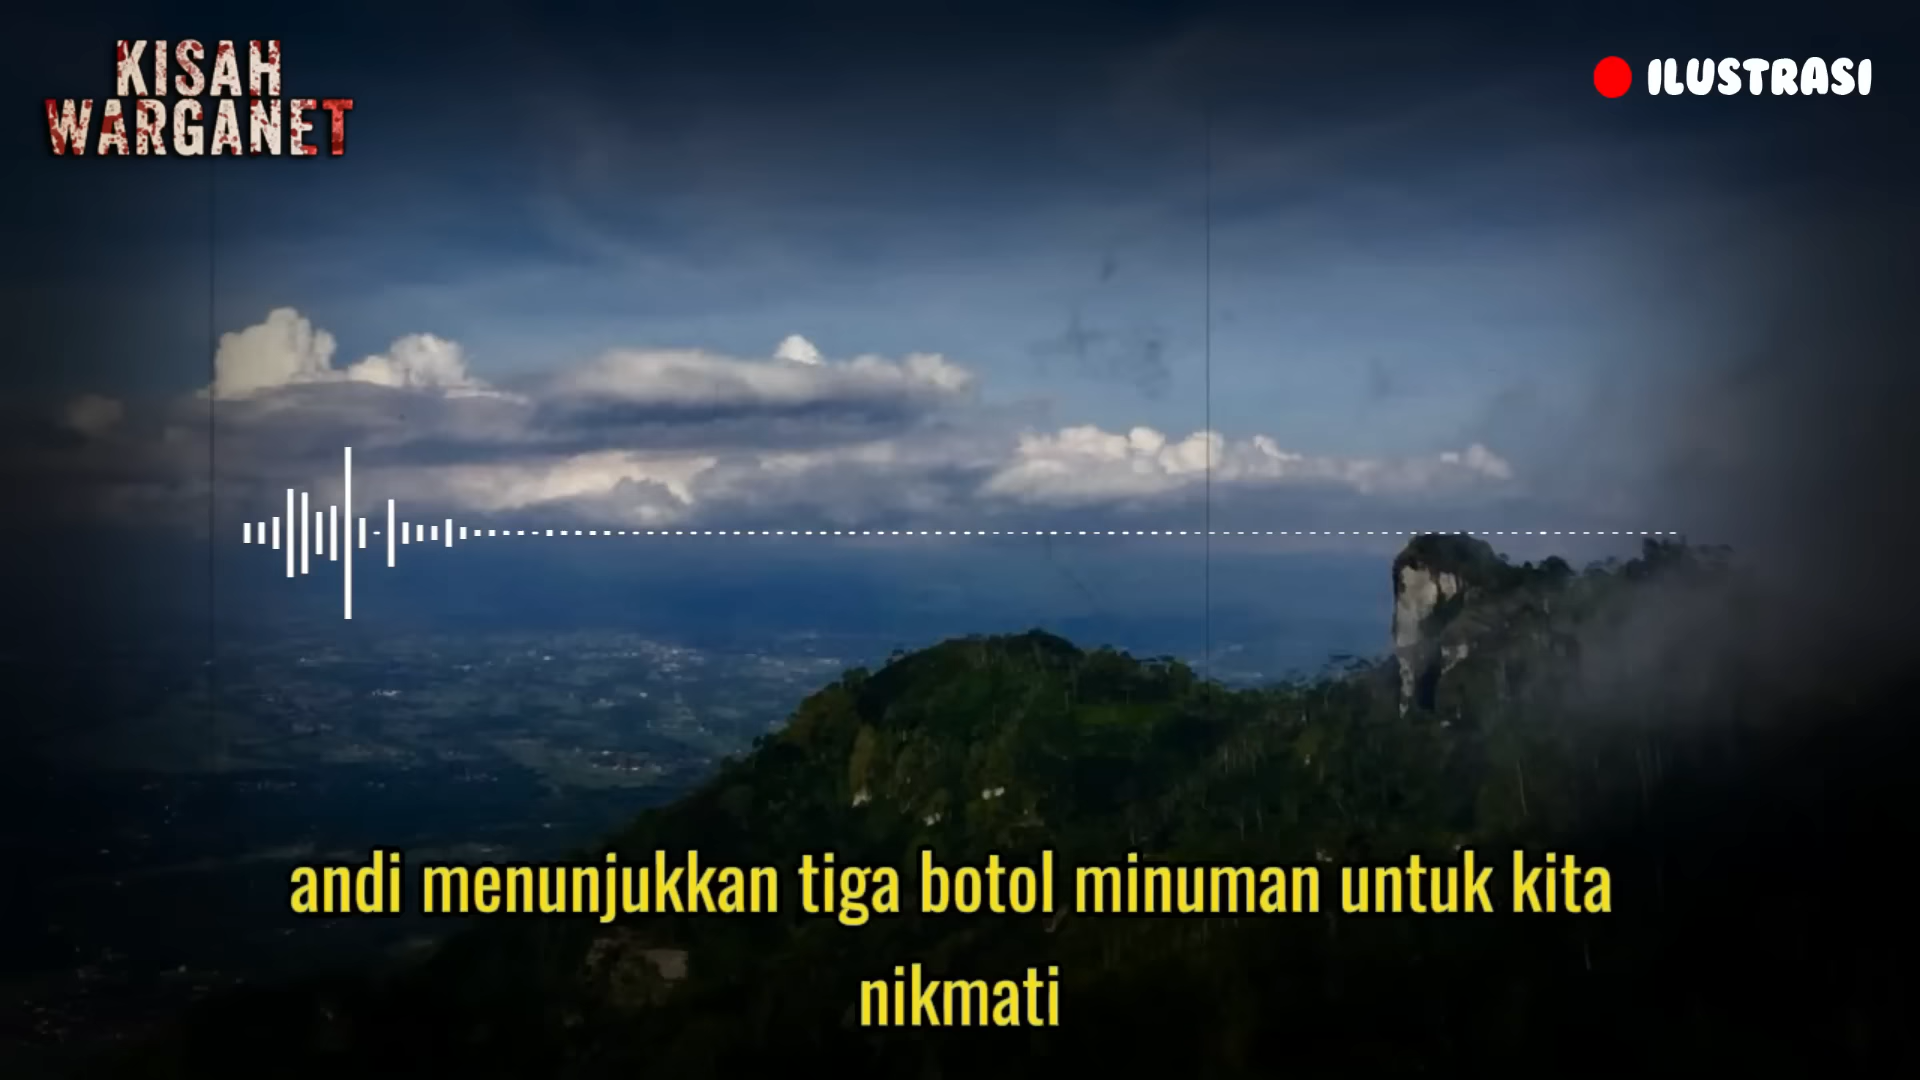 KISAH
WARGANET
ILUSTRASI
andi menunjukkan tiga botol minuman untuk kita
nikmati